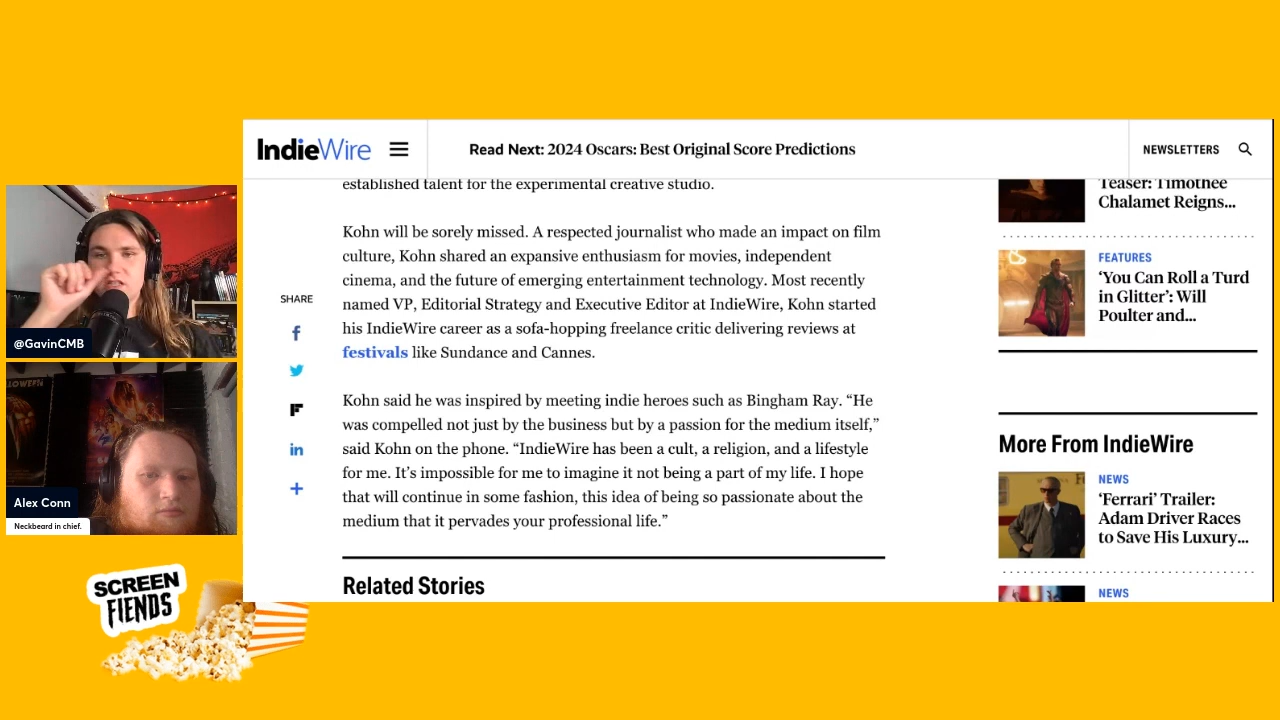 IndieWire
Read Next: 2024 Oscars: Best Original Score Predictions
NEWSLETTERS
established talent for the experimental creative studio.
Kohn will be sorely missed. A respected journalist who made an impact on film
culture, Kohn shared an expansive enthusiasm for movies, independent
cinema, and the future of emerging entertainment technology. Most recently
named VP, Editorial Strategy and Executive Editor at IndieWire, Kohn started
his IndieWire career as a sofa-hopping freelance critic delivering reviews at
festivals like Sundance and Cannes.
Kohn said he was inspired by meeting indie heroes such as Bingham Ray. “He
was compelled not just by the business but by a passion for the medium itself,”
said Kohn on the phone. “IndieWire has been a cult, a religion, and a lifestyle
for me. It’s impossible for me to imagine it not being a part of my life. I hope
that will continue in some fashion, this idea of being so passionate about the
medium that it pervades your professional life.”
Related Stories
SHARE
Teaser: Timothée
Chalamet Reigns...
FEATURES
‘You Can Roll a Turd
in Glitter’: Will
Poulter and...
More From IndieWire
NEWS
‘Ferrari’ Trailer:
Adam Driver Races
to Save His Luxury...
NEWS
@GavinCMB
Alex Conn
Neckbeard in chief.
SCREEN
FIENDS